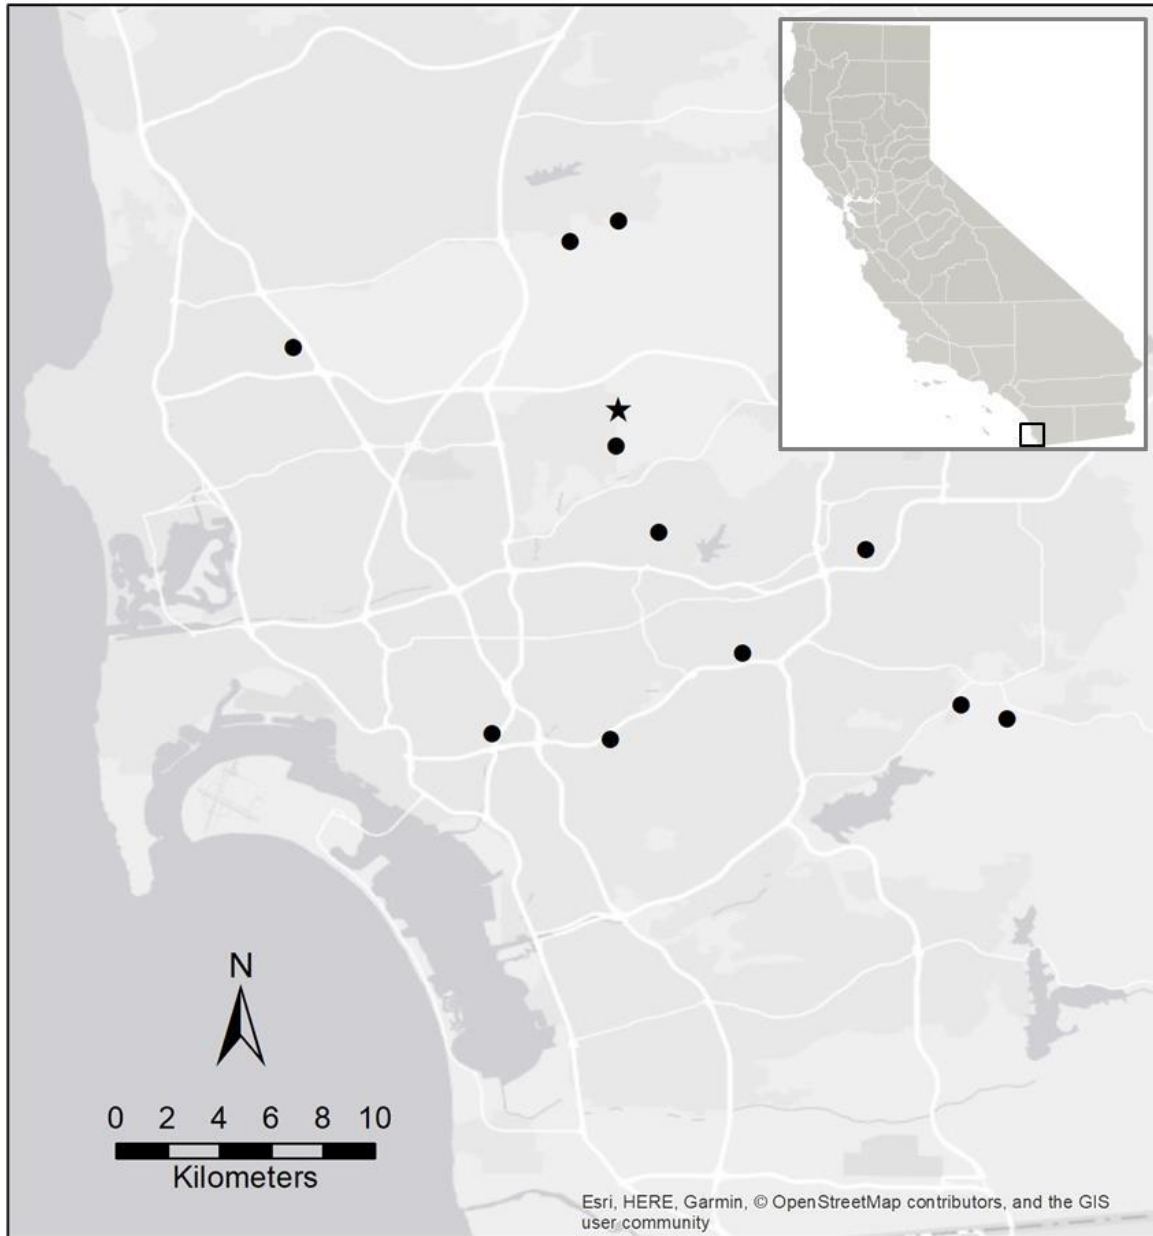 N
0 2 4 6 8 10
Kilometers
Esri, HERE, Garmin, © OpenStreetMap contributors, and the GIS
user community